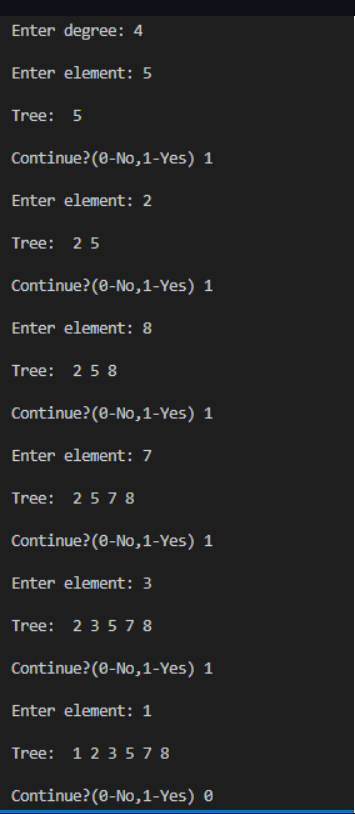 Enter degree: 4
Enter element: 5
Tree:  5
Continue?(0-No,1-Yes) 1
Enter element: 2
Tree:  2 5
Continue?(0-No,1-Yes) 1
Enter element: 8
Tree:  2 5 8
Continue?(0-No,1-Yes) 1
Enter element: 7
Tree:  2 5 7 8
Continue?(0-No,1-Yes) 1
Enter element: 3
Tree:  2 3 5 7 8
Continue?(0-No,1-Yes) 1
Enter element: 1
Tree:  1 2 3 5 7 8
Continue?(0-No,1-Yes) 0